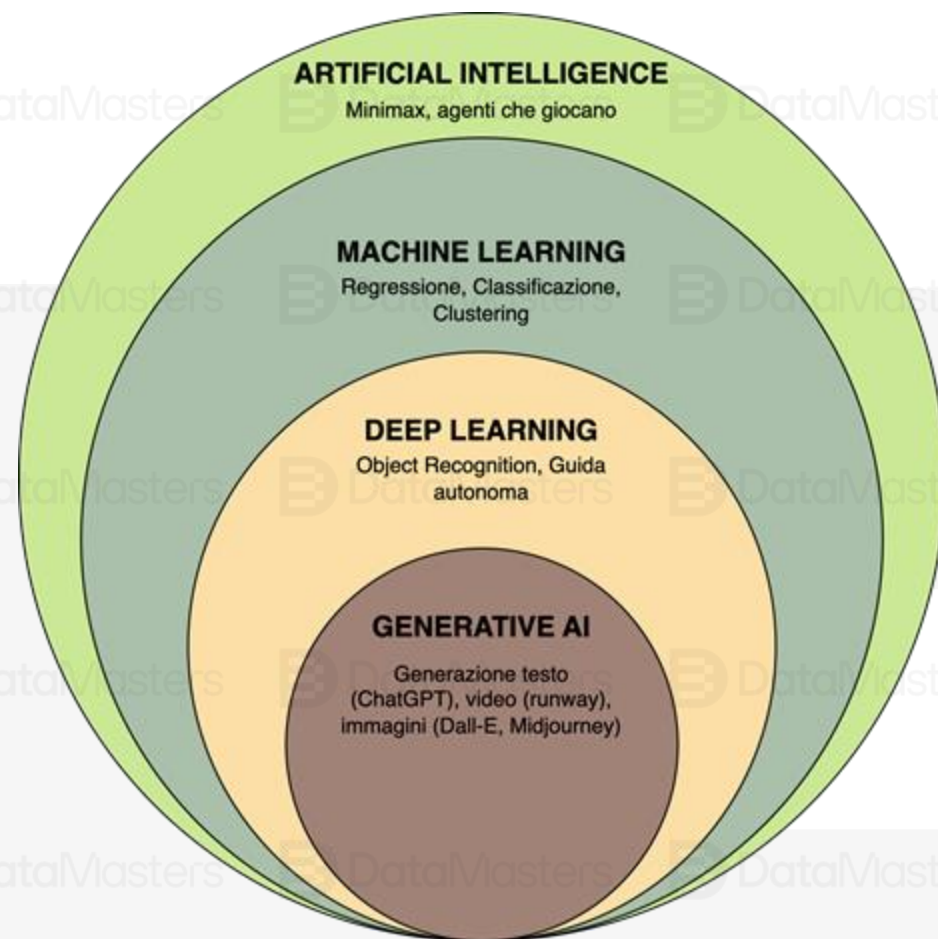 ARTIFICIAL INTELLIGENCE
Minimax, agenti che giocano
MACHINE LEARNING
Regressione, Classificazione,
Clustering
DEEP LEARNING
Object Recognition, Guida
autonoma
GENERATIVE AI
Generazione testo
(ChatGPT), video (runway),
immagini (Dall-E, Midjourney)
DataMasters